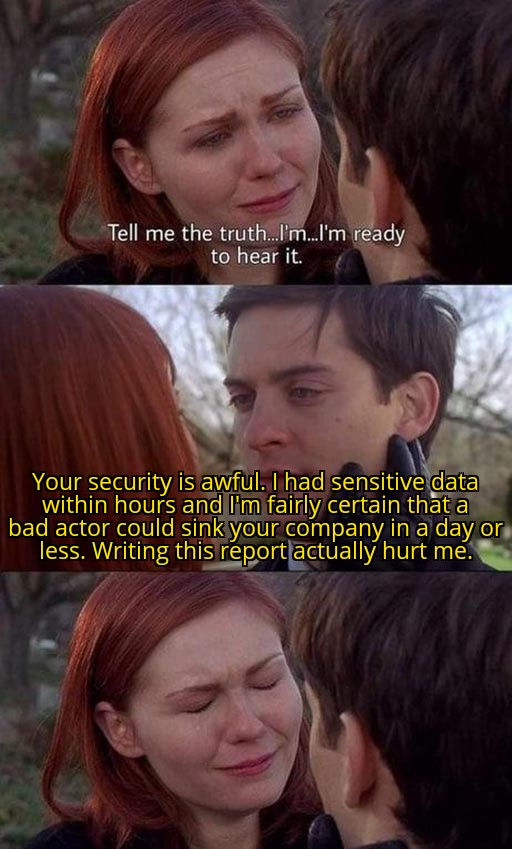 Tell me the truth...I'm...I'm ready
to hear it.
Your security is awful. I had sensitive data
within hours and I'm fairly certain that a
bad actor could sink your company in a day or
less. Writing this report actually hurt me.